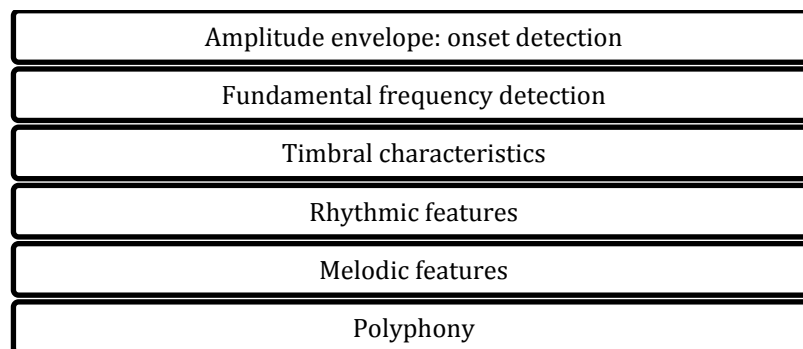 Amplitude envelope: onset detection
Fundamental frequency detection
Timbral characteristics
Rhythmic features
Melodic features
Polyphony